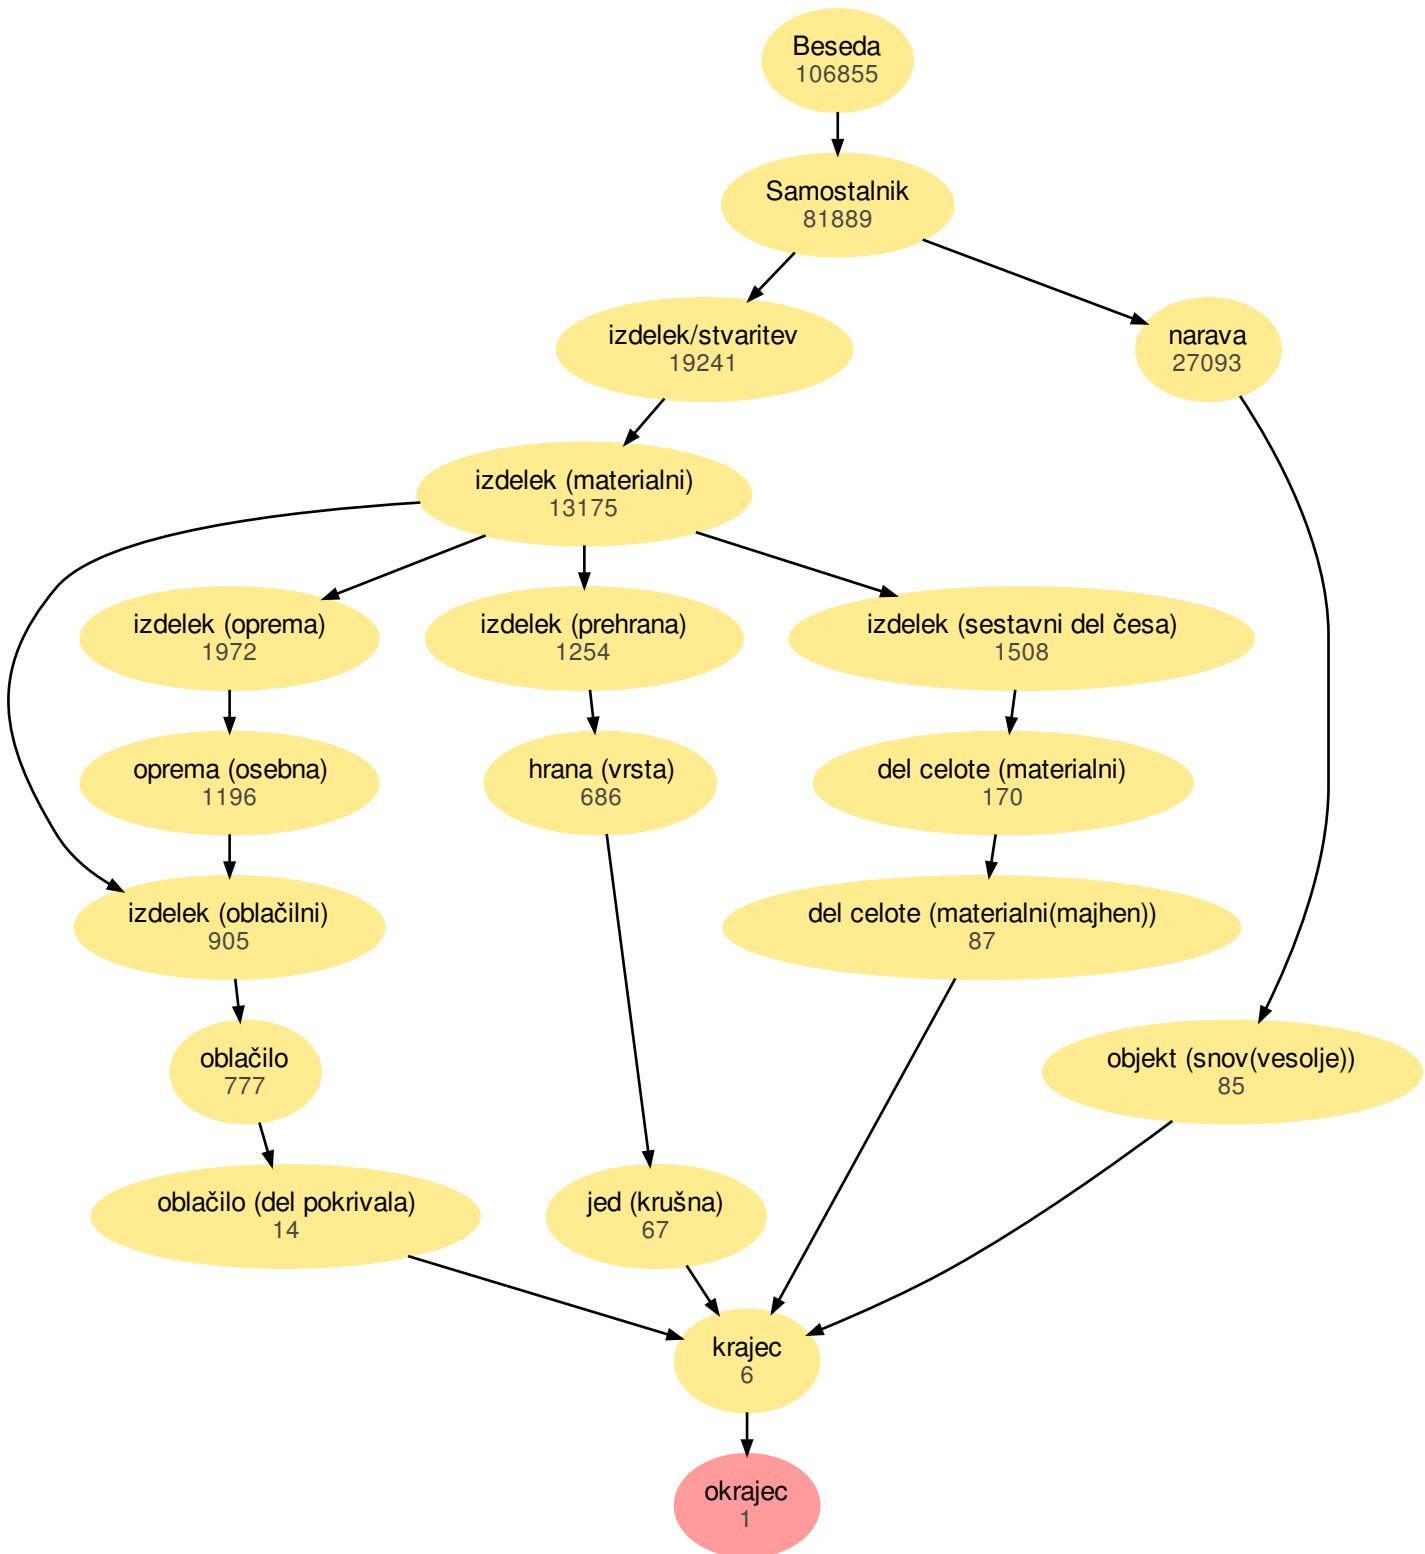 Beseda
106855
Samostalnik
81889
izdelek/stvaritev
19241
narava
27093
izdelek (materialni)
13175
izdelek (oprema)
1972
izdelek (prehrana)
1254
izdelek (sestavni del česa)
1508
oprema (osebna)
1196
hrana (vrsta)
686
del celote (materialni)
170
izdelek (oblačilni)
905
del celote (materialni(majhen))
87
oblačilo
777
objekt (snov(vesolje))
85
oblačilo (del pokrivala)
14
jed (krušna)
67
krajec
6
okrajec
1